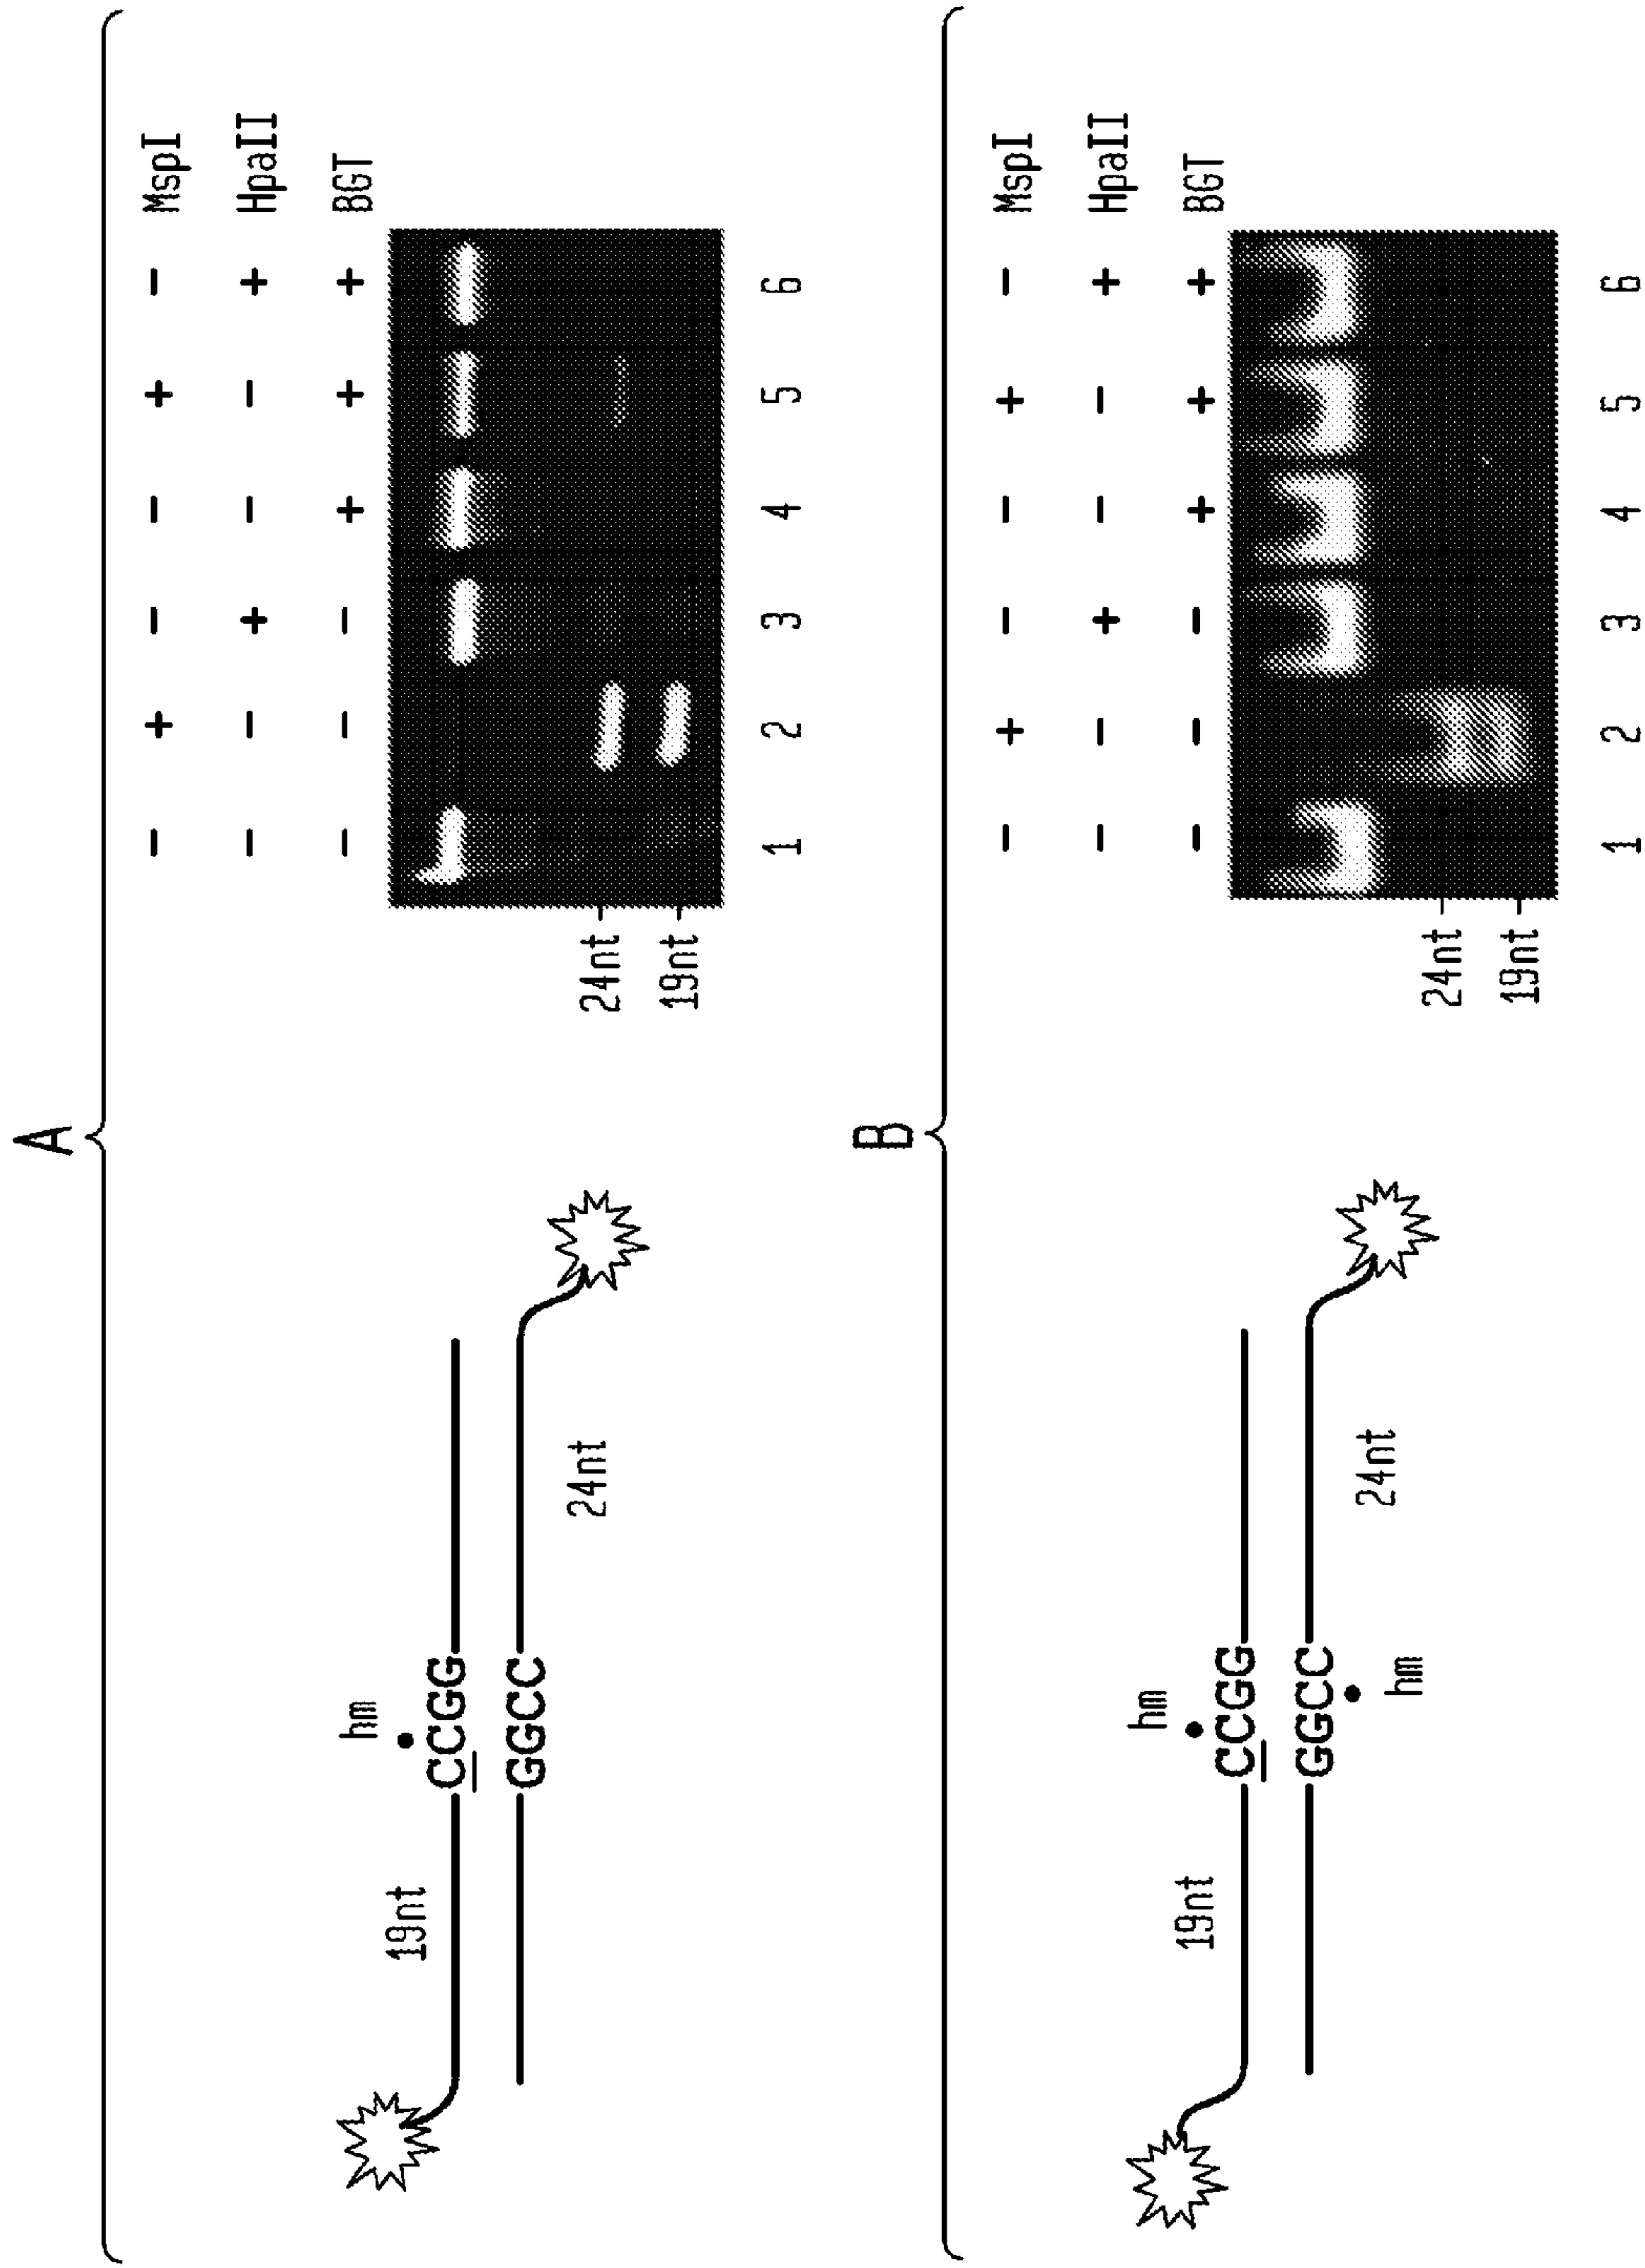 A
19nt
hm
CCGG
GGCC
24nt
- + - - + - MspI
- - + - - + HpaII
- - - + + + BGT
24nt
19nt
1 2 3 4 5 6
B
19nt
hm
CCGG
GGCC
hm
24nt
- + - - + - MspI
- - + - - + HpaII
- - - + + + BGT
24nt
19nt
1 2 3 4 5 6